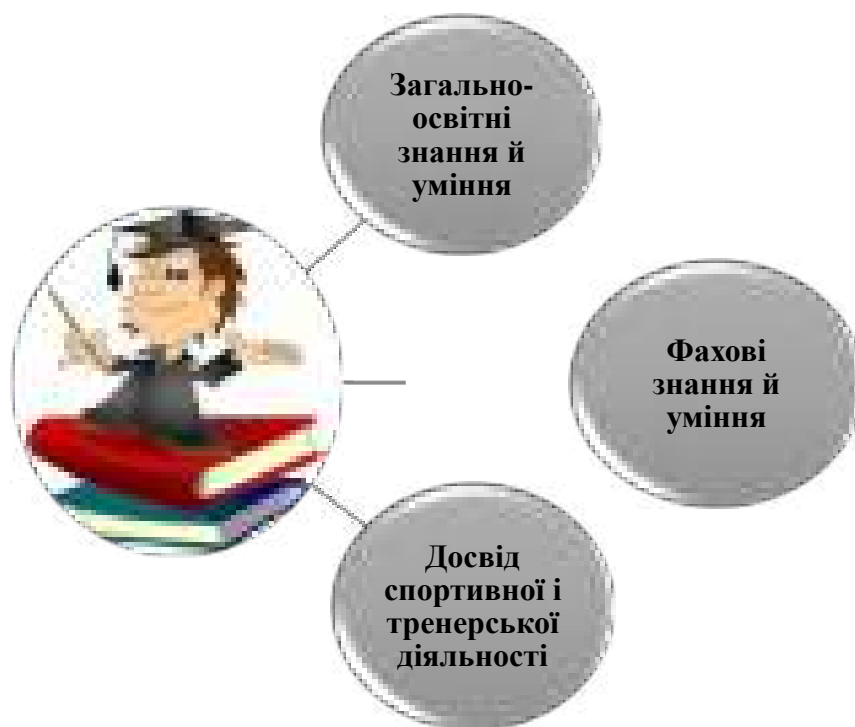 Загально-
освітні
знання й
уміння
Фахові
знання й
уміння
Досвід
спортивної і
тренерської
діяльності